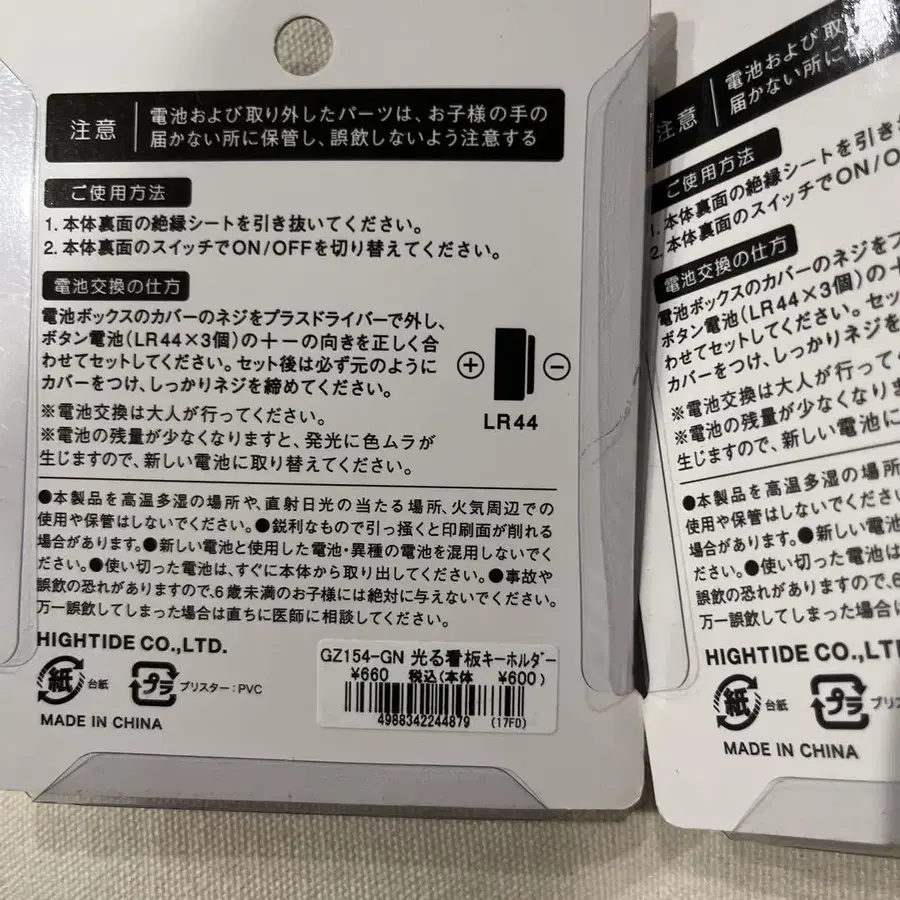 注意
電池および取り外したパーツは、お子様の手の
届かない所に保管し、誤飲しないよう注意する
ご使用方法
1. 本体裏面の絶縁シートを引き抜いてください。
2. 本体裏面のスイッチでON/OFFを切り替えてください。
電池交換の仕方
電池ボックスのカバーのネジをプラスドライバーで外し、
ボタン電池(LR44×3個)の＋－の向きを正しく合
わせてセットしてください。セット後は必ず元のように
カバーをつけ、しっかりネジを締めてください。
※電池交換は大人が行ってください。
※電池の残量が少なくなりますと、発光に色ムラが
生じますので、新しい電池に取り替えてください。
⊕ ⊖
LR44
●本製品を高温多湿の場所や、直射日光の当たる場所、火気周辺での
使用や保管はしないでください。●鋭利なもので引っ掻くと印刷面が削れる
場合があります。●新しい電池と使用した電池・異種の電池を混用しないでく
ださい。●使い切った電池は、すぐに本体から取り出してください。●事故や
誤飲の恐れがありますので、6歳未満のお子様には絶対に与えないでください。
万一誤飲してしまった場合は直ちに医師に相談してください。
HIGHTIDE CO.,LTD.
紙 台紙 プラ ブリスター：PVC
MADE IN CHINA
GZ154-GN 光る看板キーホルダー
¥660 税込(本体 ¥600)
4988342244879 (17FD)
注意
電池および取
届かない所に
ご使用方法
1. 本体裏面の絶縁シートを引き
2. 本体裏面のスイッチでON/O
電池交換の仕方
電池ボックスのカバーのネジをプ
ボタン電池(LR44×3個)の＋
わせてセットしてください。セット
カバーをつけ、しっかりネジを
※電池交換は大人が行って
※電池の残量が少なくなりま
生じますので、新しい電池に
●本製品を高温多湿の場所
使用や保管はしないでくださ
場合があります。●新しい電池
ださい。●使い切った電池は
誤飲の恐れがありますので、6
万一誤飲してしまった場合は
HIGHTIDE CO.,LTD
紙 台紙 プラ ブリス
MADE IN CHINA